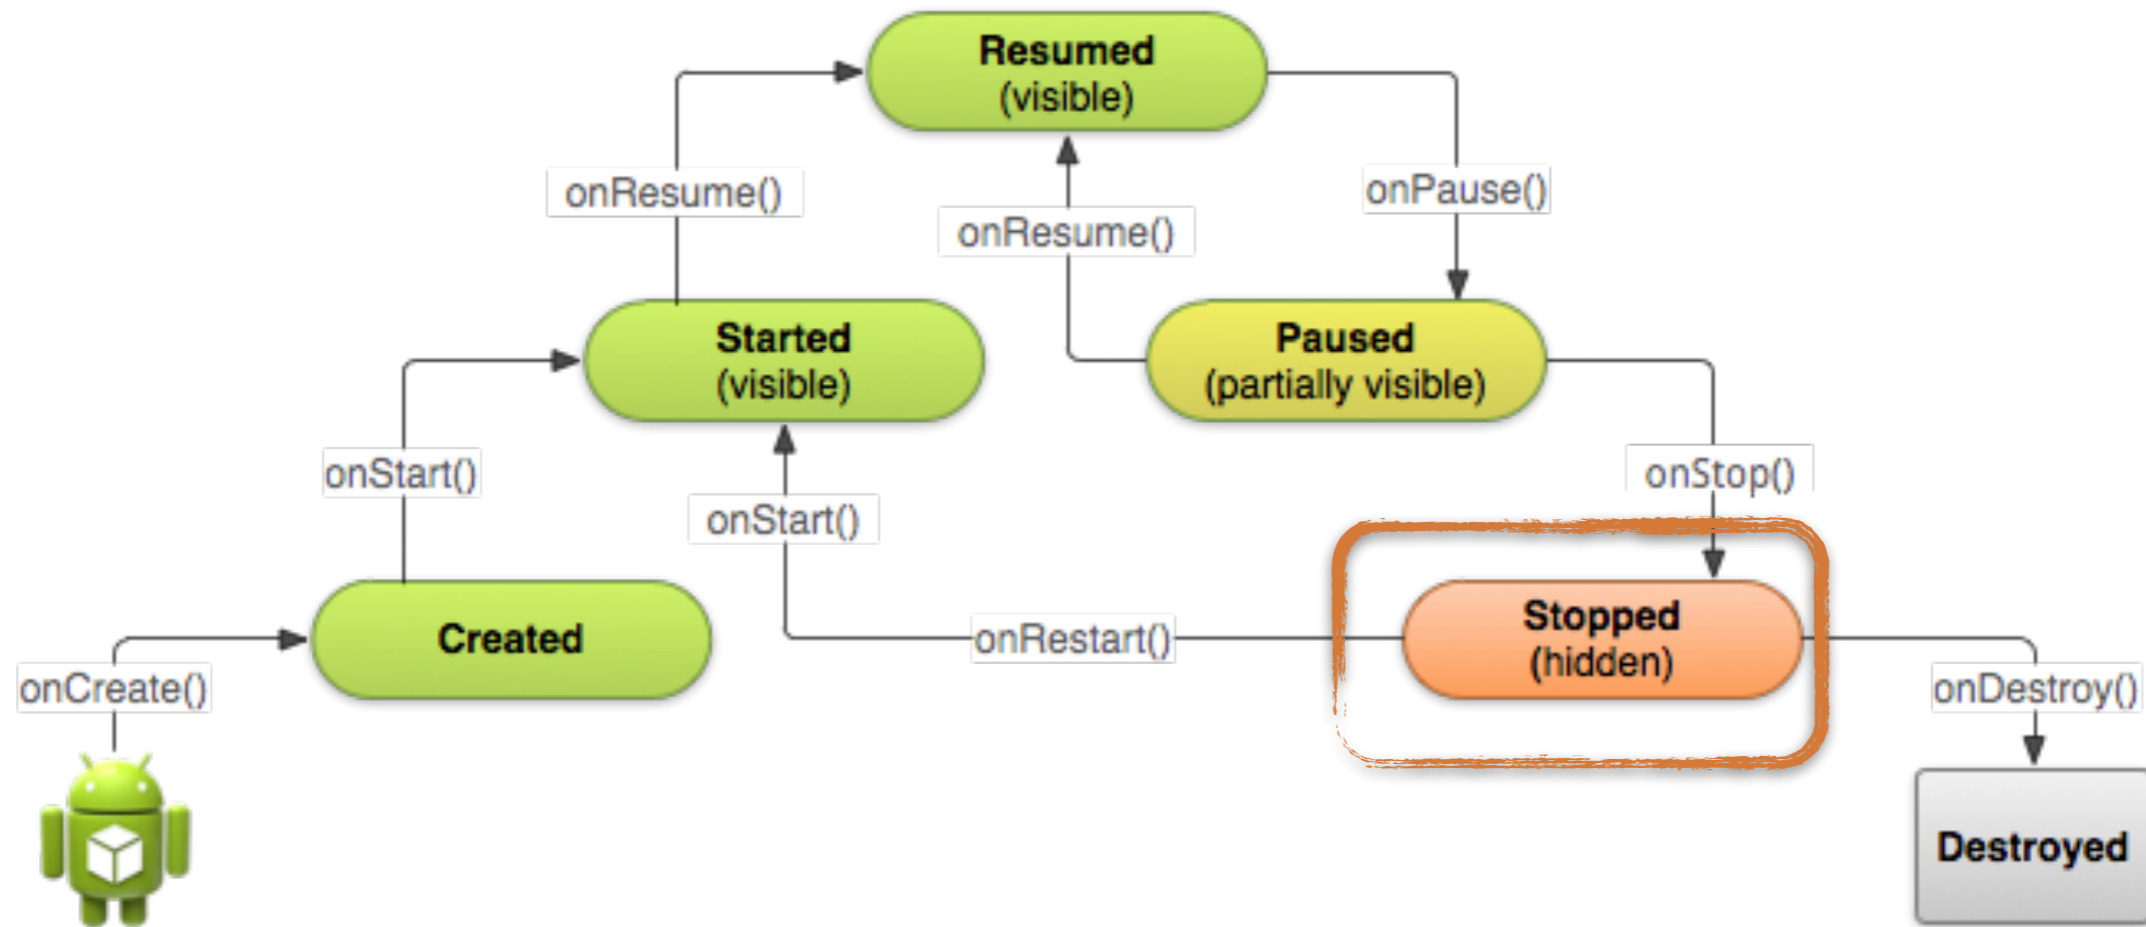 Resumed
(visible)
onResume()
onPause()
onResume()
Started
(visible)
Paused
(partially visible)
onStart()
onStop()
onStart()
Created
onRestart()
Stopped
(hidden)
onCreate()
onDestroy()
Destroyed